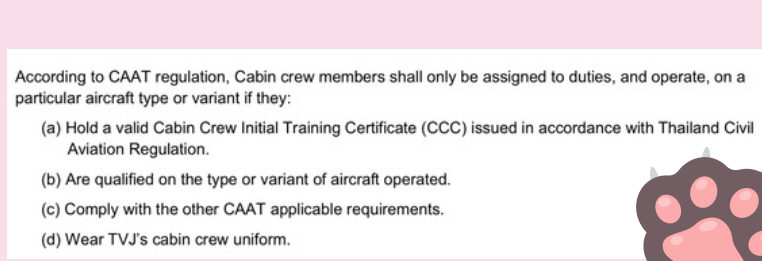 According to CAAT regulation, Cabin crew members shall only be assigned to duties, and operate, on a
particular aircraft type or variant if they:
(a) Hold a valid Cabin Crew Initial Training Certificate (CCC) issued in accordance with Thailand Civil
Aviation Regulation.
(b) Are qualified on the type or variant of aircraft operated.
(c) Comply with the other CAAT applicable requirements.
(d) Wear TVJ's cabin crew uniform.